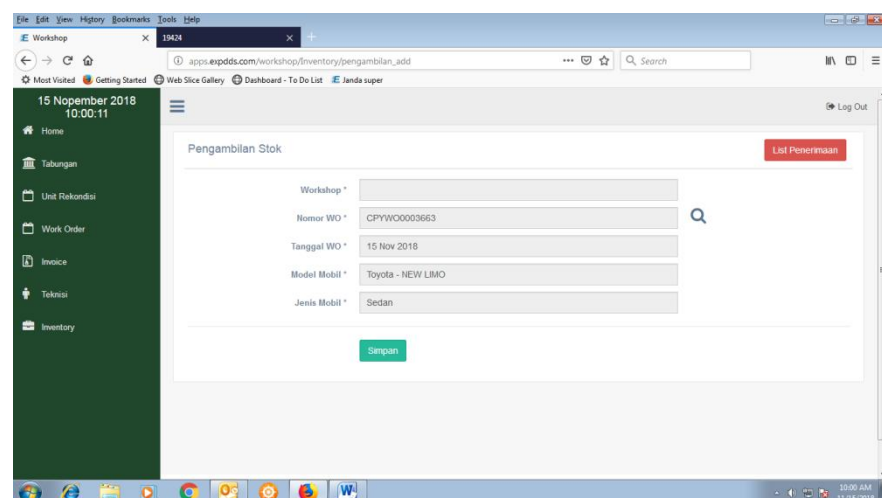 File Edit View History Bookmarks Tools Help
Workshop 19424
apps.expdds.com/workshop/Inventory/pengambilan_add Search
Most Visited Getting Started Web Slice Gallery Dashboard - To Do List Janda super
15 Nopember 2018
10:00:11
Log Out
Home
Pengambilan Stok List Penerimaan
Tabungan
Unit Rekondisi
Work Order
Invoice
Teknisi
Inventory
Workshop *
Nomor WO * CPYWO0003663
Tanggal WO * 15 Nov 2018
Model Mobil * Toyota - NEW LIMO
Jenis Mobil * Sedan
Simpan
10:00 AM
11/15/2018